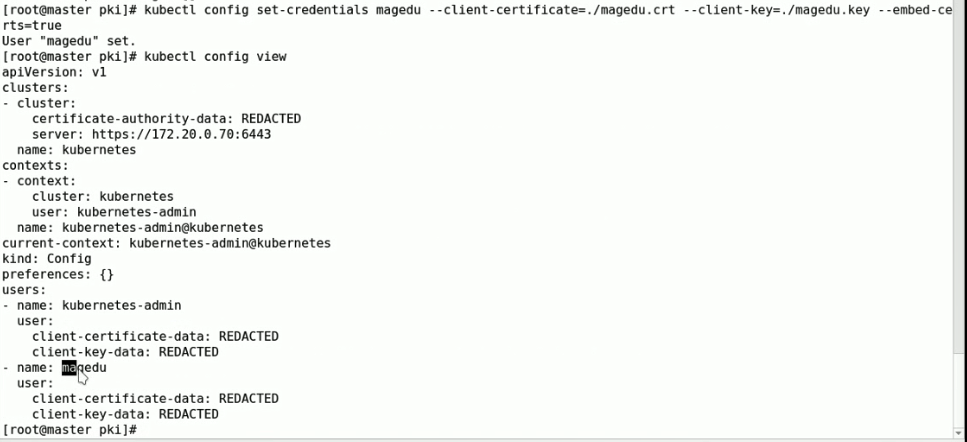 [root@master pki]# kubectl config set-credentials magedu --client-certificate=./magedu.crt --client-key=./magedu.key --embed-ce
rts=true
User "magedu" set.
[root@master pki]# kubectl config view
apiVersion: v1
clusters:
- cluster:
    certificate-authority-data: REDACTED
    server: https://172.20.0.70:6443
  name: kubernetes
contexts:
- context:
    cluster: kubernetes
    user: kubernetes-admin
  name: kubernetes-admin@kubernetes
current-context: kubernetes-admin@kubernetes
kind: Config
preferences: {}
users:
- name: kubernetes-admin
  user:
    client-certificate-data: REDACTED
    client-key-data: REDACTED
- name: magedu
  user:
    client-certificate-data: REDACTED
    client-key-data: REDACTED
[root@master pki]#